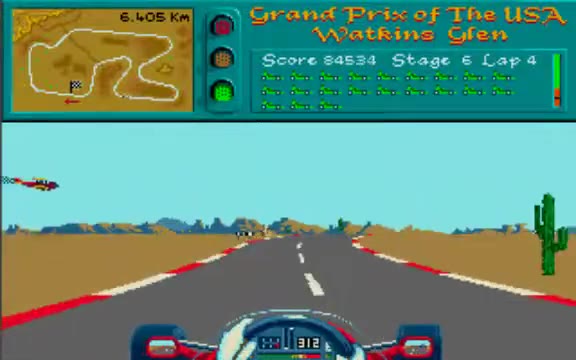 6.405 Km
Grand Prix of The USA
Watkins Glen
Score 84534 Stage 6 Lap 4
312